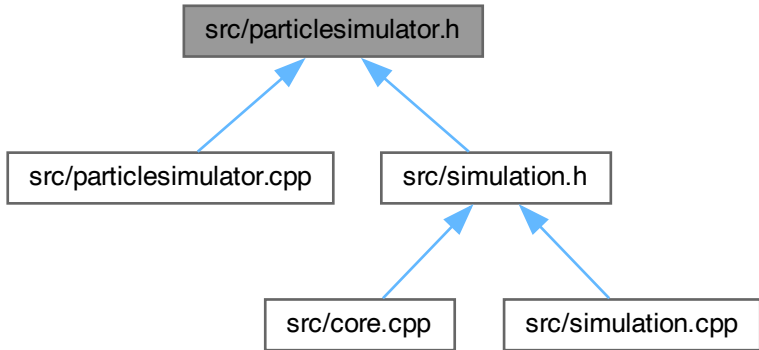 src/particlesimulator.h
src/particlesimulator.cpp
src/simulation.h
src/core.cpp
src/simulation.cpp